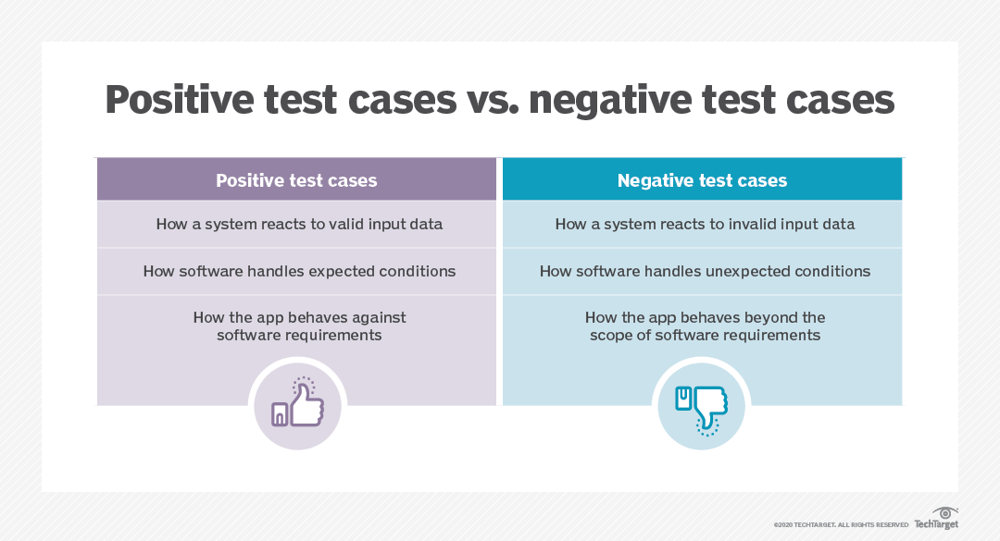 Positive test cases vs. negative test cases
Positive test cases
Negative test cases
How a system reacts to valid input data
How a system reacts to invalid input data
How software handles expected conditions
How software handles unexpected conditions
How the app behaves against
software requirements
How the app behaves beyond the
scope of software requirements
©2020 TECHTARGET. ALL RIGHTS RESERVED
TechTarget